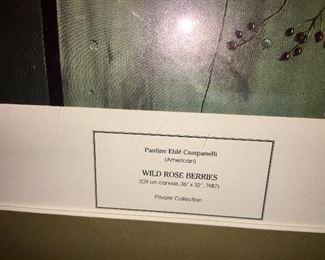 Pauline Eblé Campanelli
(American)
WILD ROSE BERRIES
(Oil on canvas, 36" x 32", 1987)
Private Collection